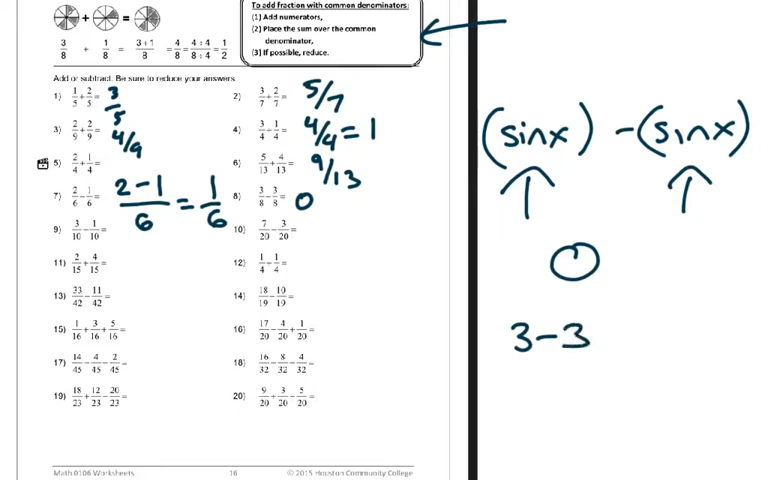 To add fraction with common denominators:
(1) Add numerators,
(2) Place the sum over the common
denominator,
(3) If possible, reduce.
3/8 + 1/8 = 3+1/8 = 4/8 = 4÷4/8÷4 = 1/2
Add or subtract. Be sure to reduce your answers
1) 1/5 + 2/5 = 3/5
2) 3/7 + 2/7 = 5/7
3) 2/9 + 2/9 = 4/9
4) 3/4 + 1/4 = 4/4 = 1
5) 2/4 + 1/4 =
6) 5/13 + 4/13 = 9/13
7) 2/6 - 1/6 = 2-1/6 = 1/6
8) 3/8 - 3/8 = 0
9) 3/10 - 1/10 =
10) 7/20 - 3/20 =
11) 2/15 + 4/15 =
12) 1/4 + 1/4 =
13) 33/42 - 11/42 =
14) 18/19 - 10/19 =
15) 1/16 + 3/16 + 5/16 =
16) 17/20 - 4/20 + 1/20 =
17) 14/45 - 4/45 - 2/45 =
18) 16/32 - 8/32 - 4/32 =
19) 18/23 + 12/23 - 20/23 =
20) 9/20 + 3/20 - 5/20 =
(sinx) - (sinx)
0
3-3
Math 0106 Worksheets 16 © 2015 Houston Community College